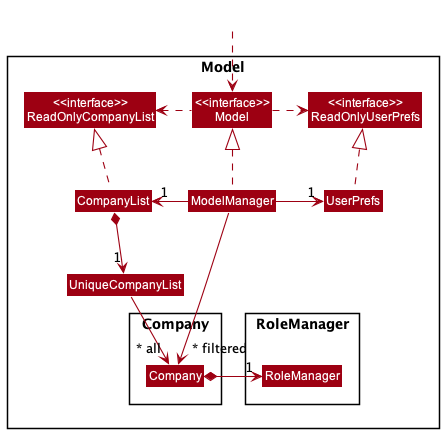 Model
<<interface>>
ReadOnlyCompanyList
<<interface>>
Model
<<interface>>
ReadOnlyUserPrefs
CompanyList
1
ModelManager
1
UserPrefs
1
UniqueCompanyList
Company
RoleManager
* all
* filtered
Company
1
RoleManager